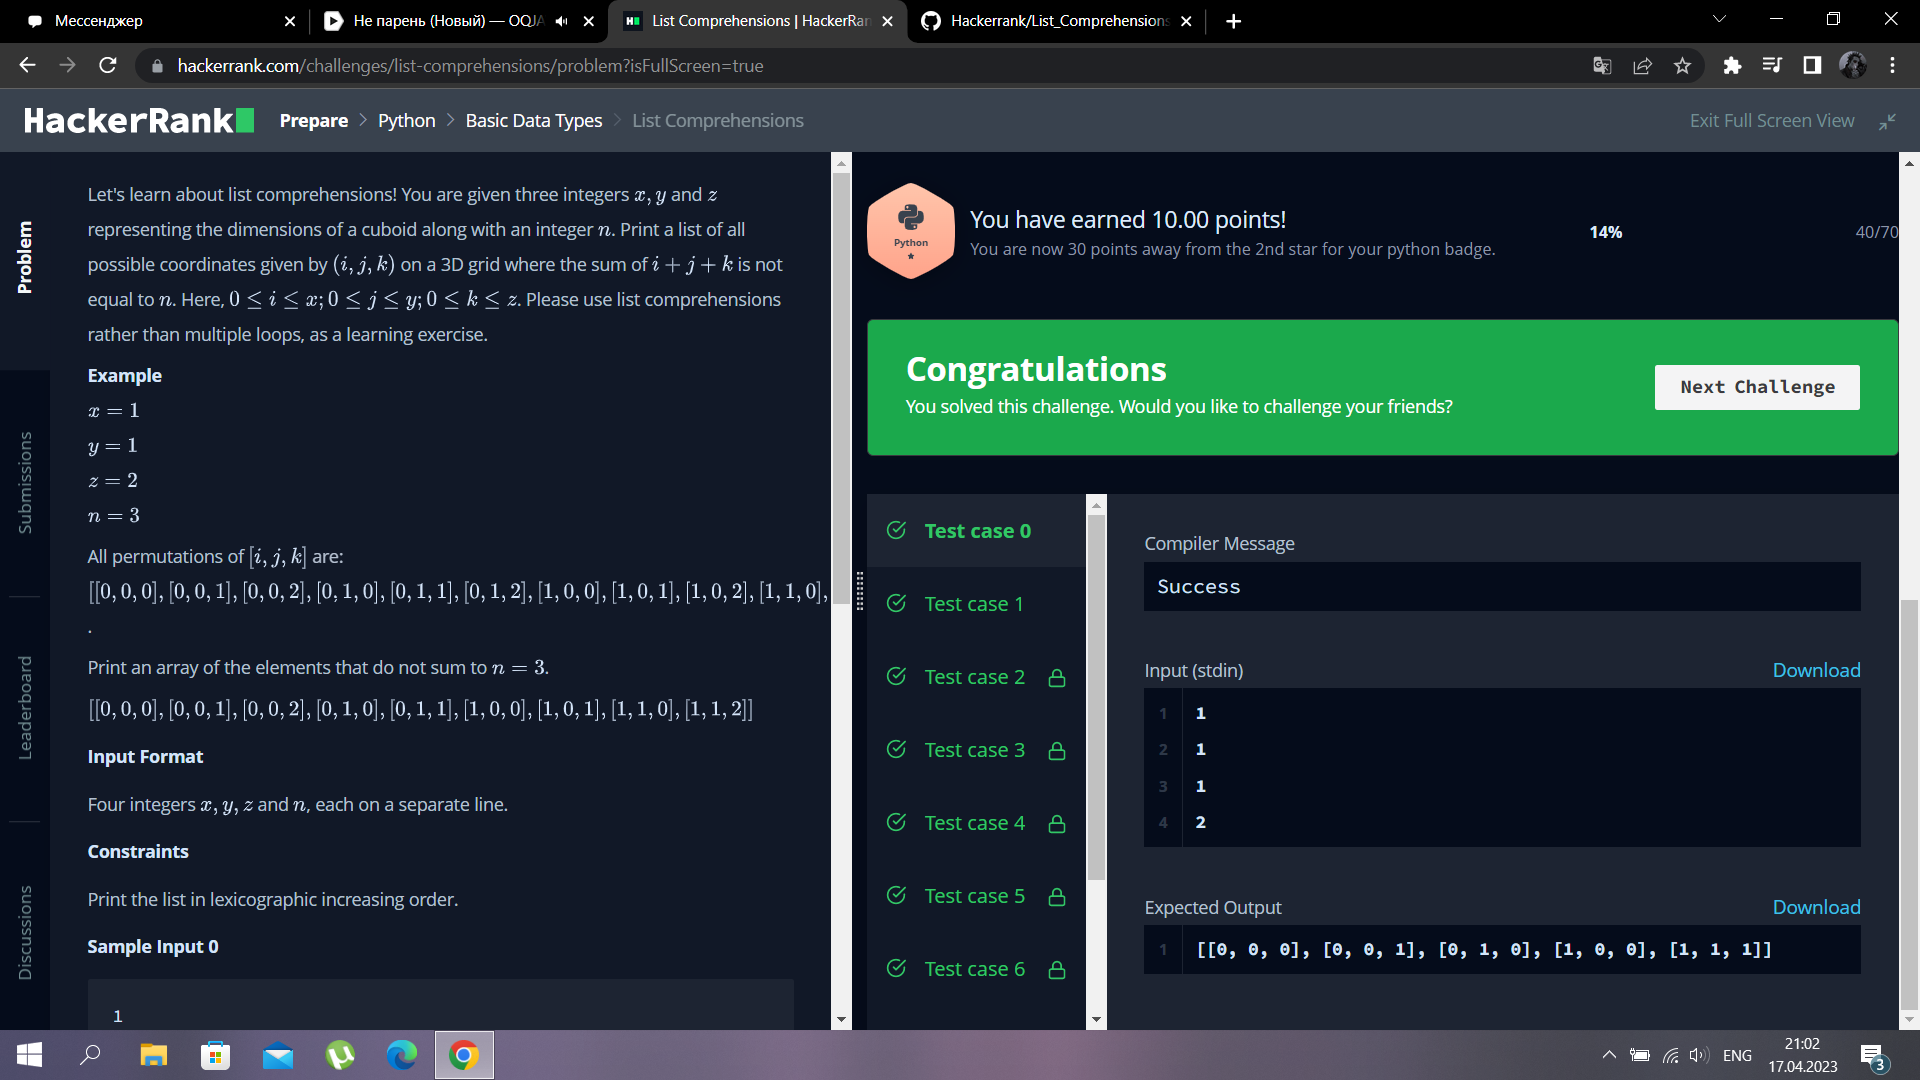 Мессенджер
Не парень (Новый) — OQJA
List Comprehensions | HackerRan
Hackerrank/List_Comprehensions
hackerrank.com/challenges/list-comprehensions/problem?isFullScreen=true
HackerRank
Prepare > Python > Basic Data Types > List Comprehensions
Exit Full Screen View
Problem
Submissions
Leaderboard
Discussions
Let's learn about list comprehensions! You are given three integers x, y and z
representing the dimensions of a cuboid along with an integer n. Print a list of all
possible coordinates given by (i, j, k) on a 3D grid where the sum of i + j + k is not
equal to n. Here, 0 ≤ i ≤ x; 0 ≤ j ≤ y; 0 ≤ k ≤ z. Please use list comprehensions
rather than multiple loops, as a learning exercise.
Example
x = 1
y = 1
z = 2
n = 3
All permutations of [i, j, k] are:
[[0, 0, 0], [0, 0, 1], [0, 0, 2], [0, 1, 0], [0, 1, 1], [0, 1, 2], [1, 0, 0], [1, 0, 1], [1, 0, 2], [1, 1, 0],
.
Print an array of the elements that do not sum to n = 3.
[[0, 0, 0], [0, 0, 1], [0, 0, 2], [0, 1, 0], [0, 1, 1], [1, 0, 0], [1, 0, 1], [1, 1, 0], [1, 1, 2]]
Input Format
Four integers x, y, z and n, each on a separate line.
Constraints
Print the list in lexicographic increasing order.
Sample Input 0
1
Python
You have earned 10.00 points!
You are now 30 points away from the 2nd star for your python badge.
14%
40/70
Congratulations
You solved this challenge. Would you like to challenge your friends?
Next Challenge
Test case 0
Test case 1
Test case 2
Test case 3
Test case 4
Test case 5
Test case 6
Compiler Message
Success
Input (stdin)
Download
1 1
2 1
3 1
4 2
Expected Output
Download
1 [[0, 0, 0], [0, 0, 1], [0, 1, 0], [1, 0, 0], [1, 1, 1]]
ENG
21:02
17.04.2023
3